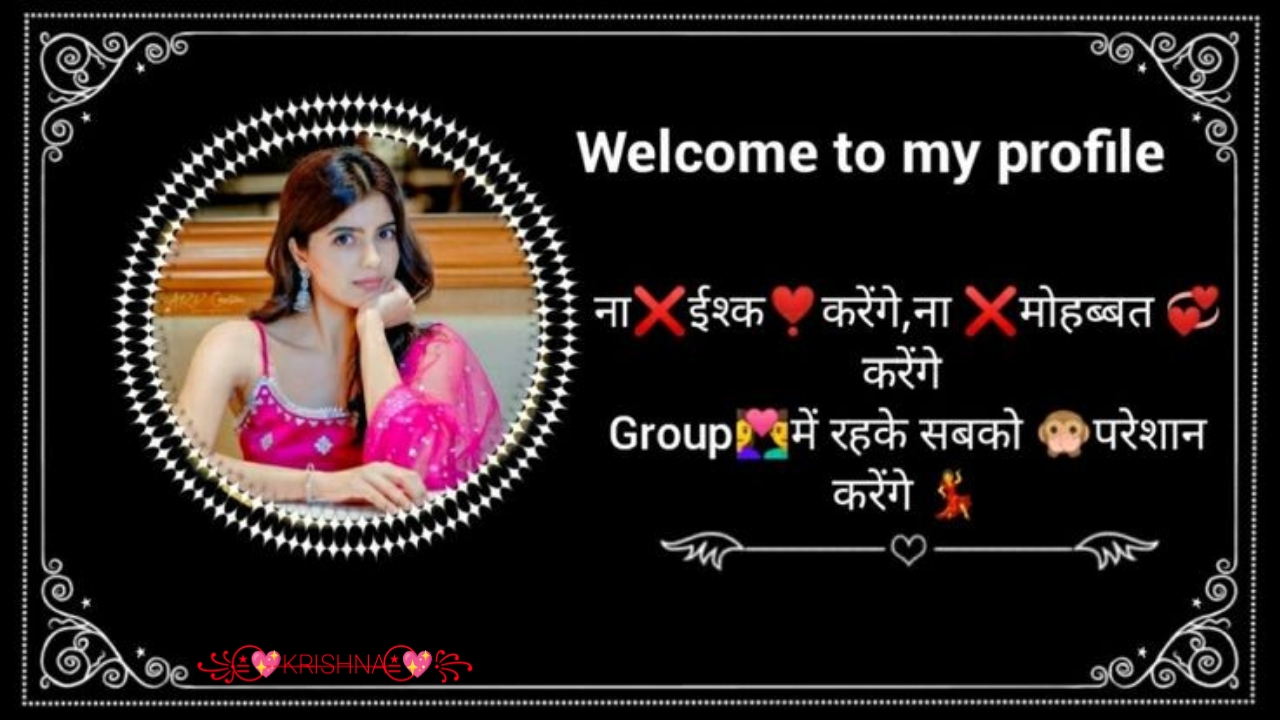 Welcome to my profile
ना❌ईश्क❣️करेंगे,ना ❌मोहब्बत 💞
करेंगे
Group👩‍❤️‍👨में रहके सबको 🙊परेशान
करेंगे 💃
💖KRISHNA💖